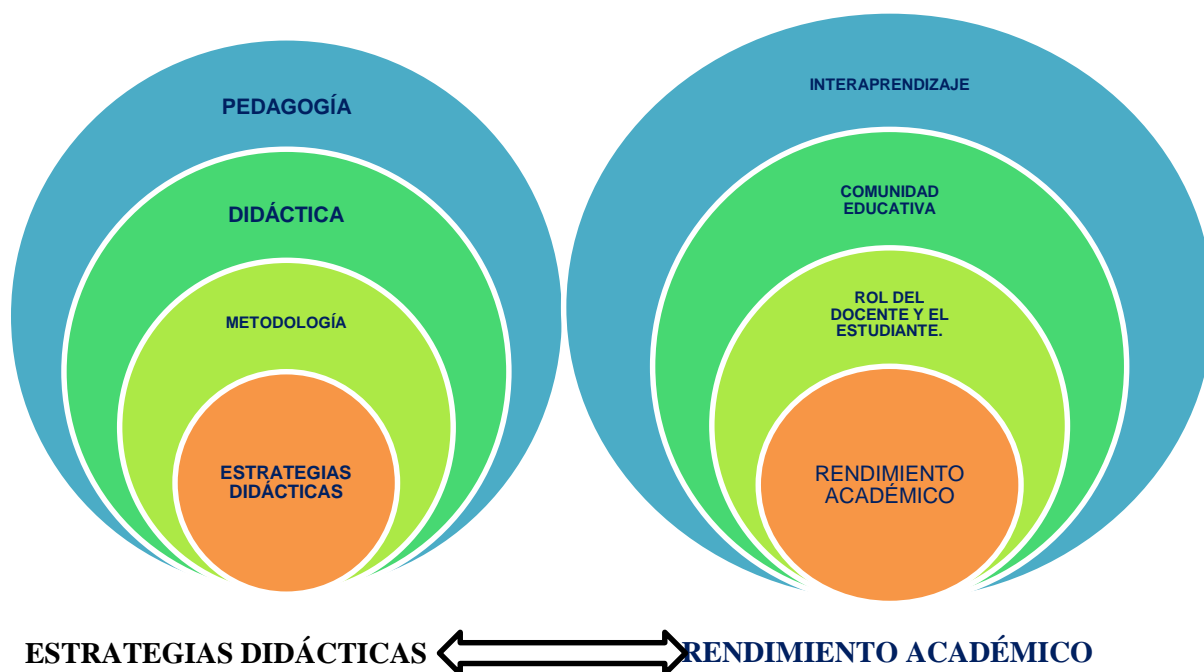 PEDAGOGÍA
DIDÁCTICA
METODOLOGÍA
ESTRATEGIAS
DIDÁCTICAS
INTERAPRENDIZAJE
COMUNIDAD
EDUCATIVA
ROL DEL
DOCENTE Y EL
ESTUDIANTE.
RENDIMIENTO
ACADÉMICO
ESTRATEGIAS DIDÁCTICAS
RENDIMIENTO ACADÉMICO